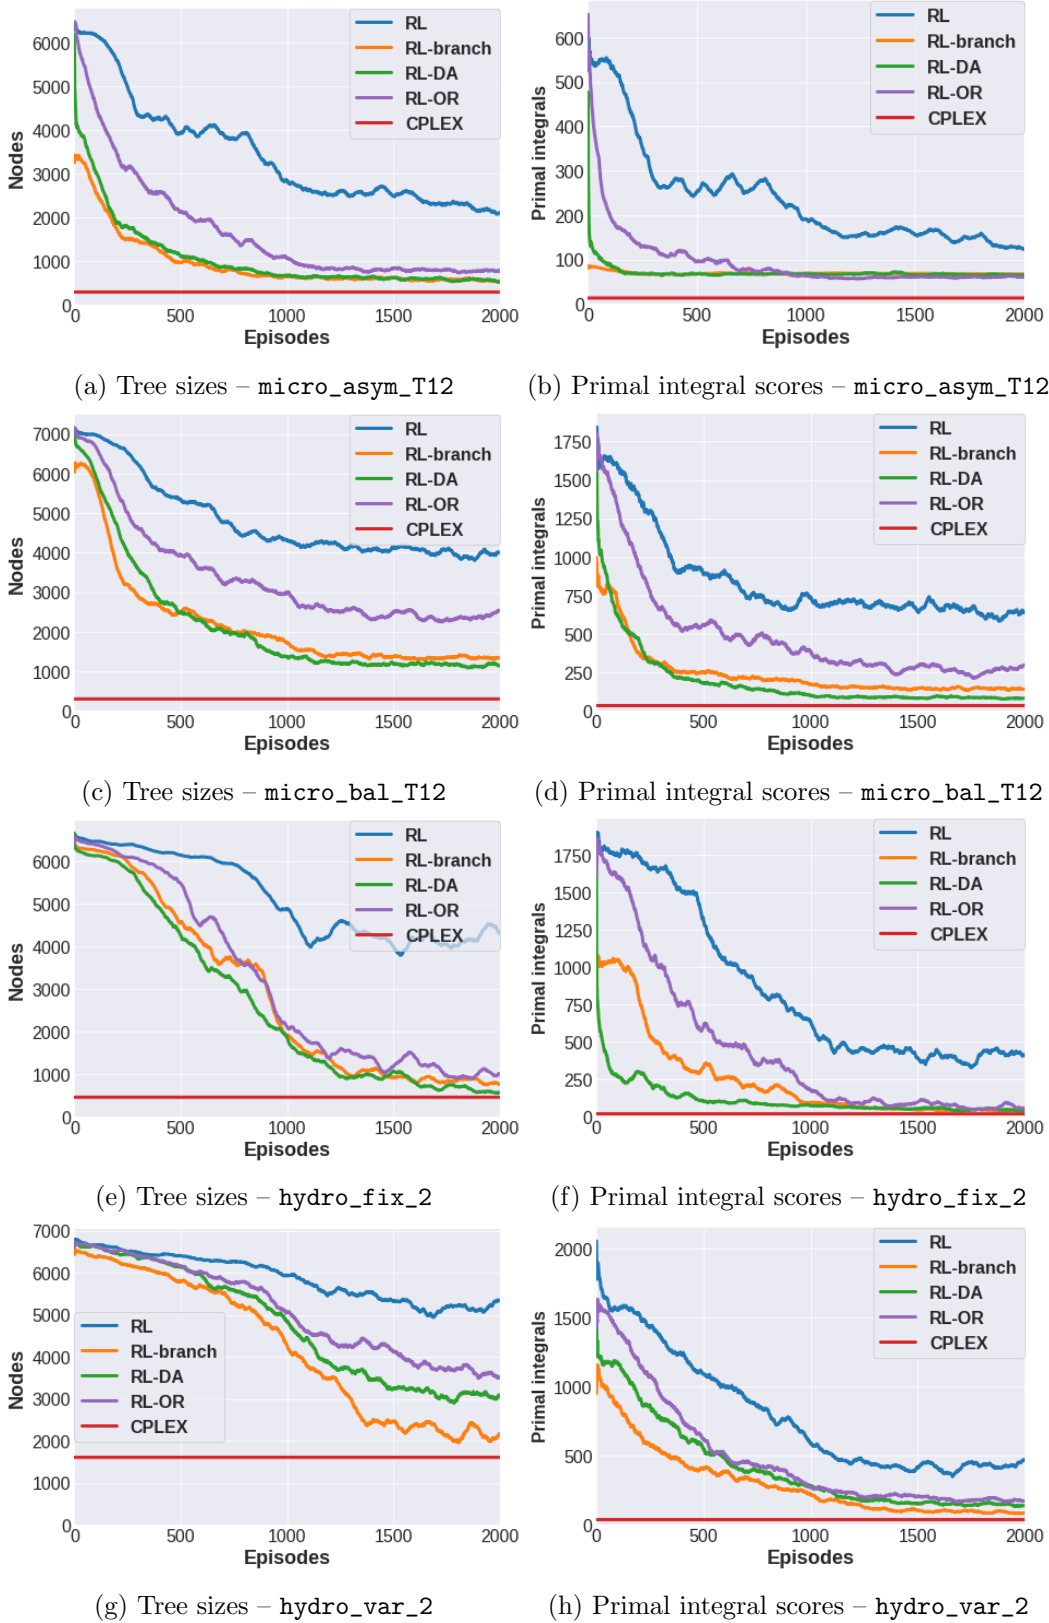 6000
5000
4000
3000
2000
1000
0
Nodes
0 500 1000 1500 2000
Episodes
RL
RL-branch
RL-DA
RL-OR
CPLEX
600
500
400
300
200
100
0
Primal integrals
0 500 1000 1500 2000
Episodes
RL
RL-branch
RL-DA
RL-OR
CPLEX
(a) Tree sizes – micro_asym_T12
(b) Primal integral scores – micro_asym_T12
7000
6000
5000
4000
3000
2000
1000
0
Nodes
0 500 1000 1500 2000
Episodes
RL
RL-branch
RL-DA
RL-OR
CPLEX
1750
1500
1250
1000
750
500
250
0
Primal integrals
0 500 1000 1500 2000
Episodes
RL
RL-branch
RL-DA
RL-OR
CPLEX
(c) Tree sizes – micro_bal_T12
(d) Primal integral scores – micro_bal_T12
6000
5000
4000
3000
2000
1000
0
Nodes
0 500 1000 1500 2000
Episodes
RL
RL-branch
RL-DA
RL-OR
CPLEX
1750
1500
1250
1000
750
500
250
0
Primal integrals
0 500 1000 1500 2000
Episodes
RL
RL-branch
RL-DA
RL-OR
CPLEX
(e) Tree sizes – hydro_fix_2
(f) Primal integral scores – hydro_fix_2
7000
6000
5000
4000
3000
2000
1000
0
Nodes
0 500 1000 1500 2000
Episodes
RL
RL-branch
RL-DA
RL-OR
CPLEX
2000
1500
1000
500
0
Primal integrals
0 500 1000 1500 2000
Episodes
RL
RL-branch
RL-DA
RL-OR
CPLEX
(g) Tree sizes – hydro_var_2
(h) Primal integral scores – hydro_var_2